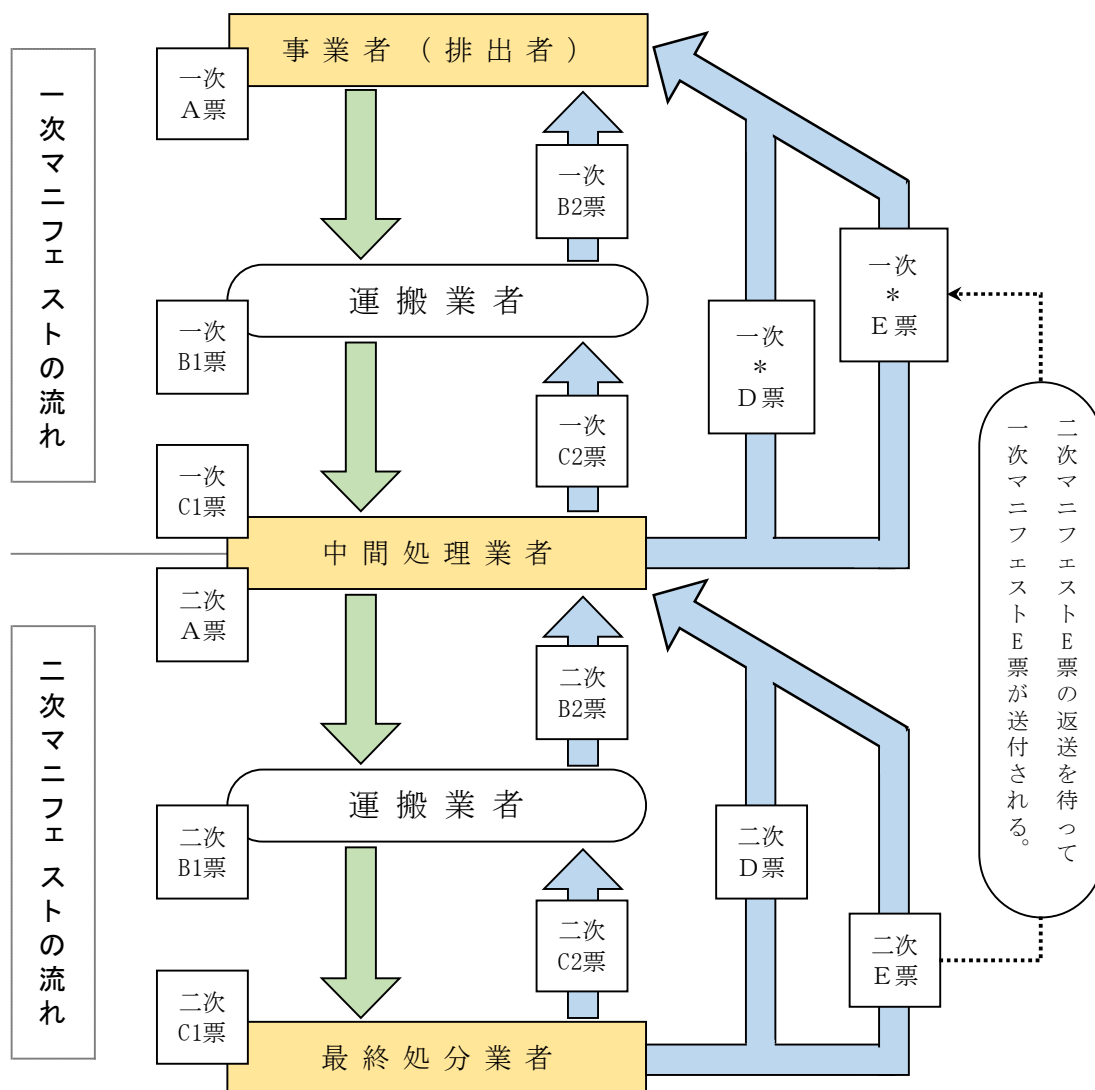 一次マニフェストの流れ
事業者（排出者）
一次
Ａ票
一次
B2票
運搬業者
一次
B1票
一次
＊
Ｄ票
一次
＊
Ｅ票
一次
C2票
一次
C1票
中間処理業者
二次マニフェストE票の返送を待って
一次マニフェストE票が送付される。
二次マニフェストの流れ
二次
Ａ票
二次
B2票
運搬業者
二次
B1票
二次
Ｄ票
二次
C2票
二次
Ｅ票
二次
C1票
最終処分業者